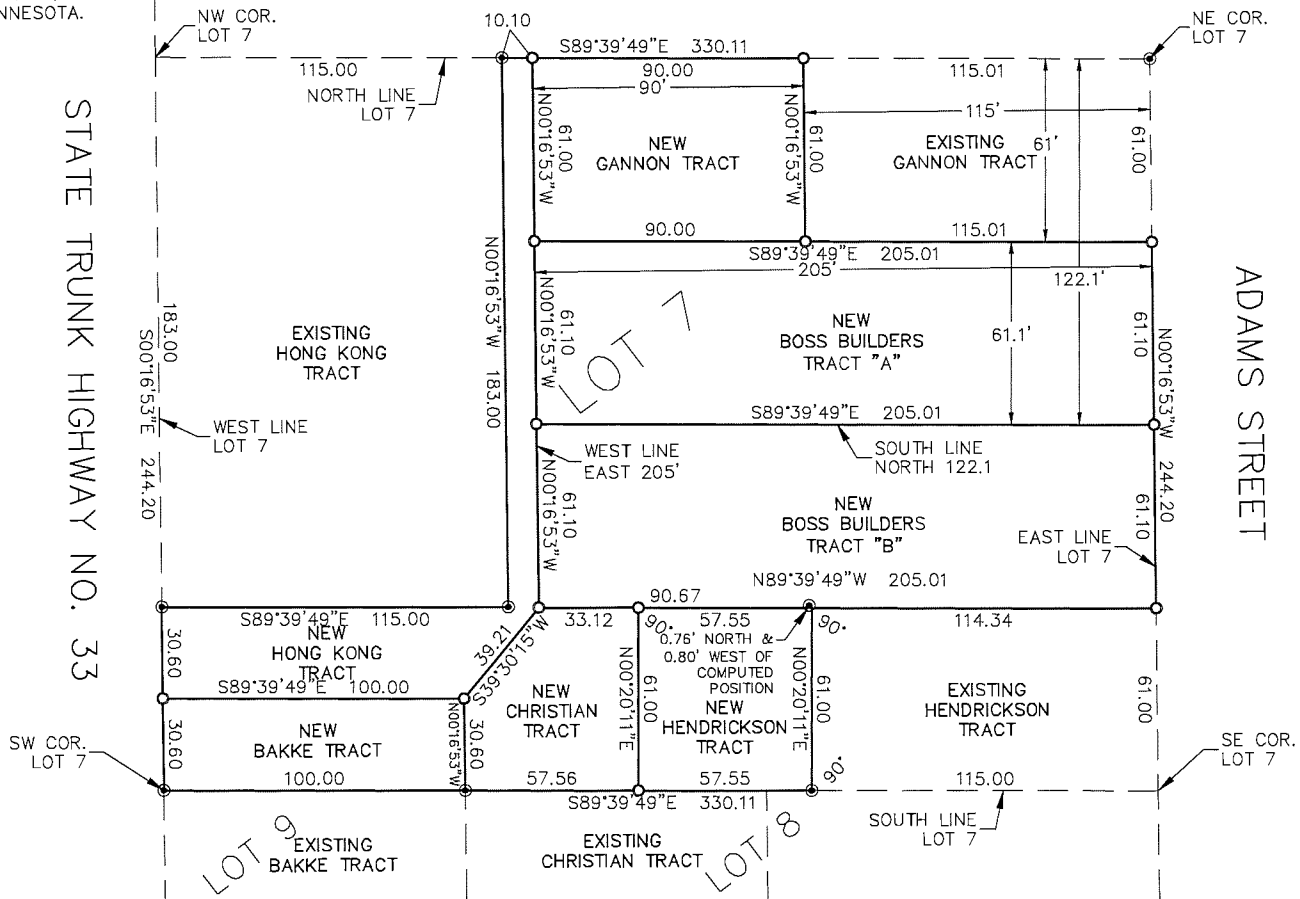 NNESOTA.
NW COR.
LOT 7
10.10
S89°39'49"E 330.11
NE COR.
LOT 7
115.00
NORTH LINE
LOT 7
90.00
90'
115.01
115'
STATE TRUNK HIGHWAY NO. 33
N00°16'53"W
61.00
NEW
GANNON TRACT
61.00
N00°16'53"W
EXISTING
GANNON TRACT
61'
61.00
90.00
115.01
S89°39'49"E 205.01
205'
122.1'
ADAMS STREET
N00°16'53"W 183.00
N00°16'53"W
61.10
LOT 7
EXISTING
HONG KONG
TRACT
NEW
BOSS BUILDERS
TRACT "A"
61.1'
61.10
N00°16'53"W 244.20
183.00
S00°16'53"E 244.20
WEST LINE
LOT 7
S89°39'49"E 205.01
WEST LINE
EAST 205'
SOUTH LINE
NORTH 122.1
N00°16'53"W
61.10
NEW
BOSS BUILDERS
TRACT "B"
61.10
EAST LINE
LOT 7
N89°39'49"W 205.01
90.67
S89°39'49"E 115.00
33.12
57.55
114.34
30.60
NEW
HONG KONG
TRACT
39.21
S39°30'15"W
90°
0.76' NORTH &
0.80' WEST OF
COMPUTED
POSITION
90°
S89°39'49"E 100.00
NEW
CHRISTIAN
TRACT
N00°20'11"E
61.00
NEW
HENDRICKSON
TRACT
N00°20'11"E
61.00
EXISTING
HENDRICKSON
TRACT
61.00
30.60
NEW
BAKKE TRACT
N00°16'53"W
30.60
90°
SW COR.
LOT 7
SE COR.
LOT 7
100.00
57.56
57.55
115.00
S89°39'49"E 330.11
SOUTH LINE
LOT 7
LOT 9
EXISTING
BAKKE TRACT
EXISTING
CHRISTIAN TRACT
LOT 8